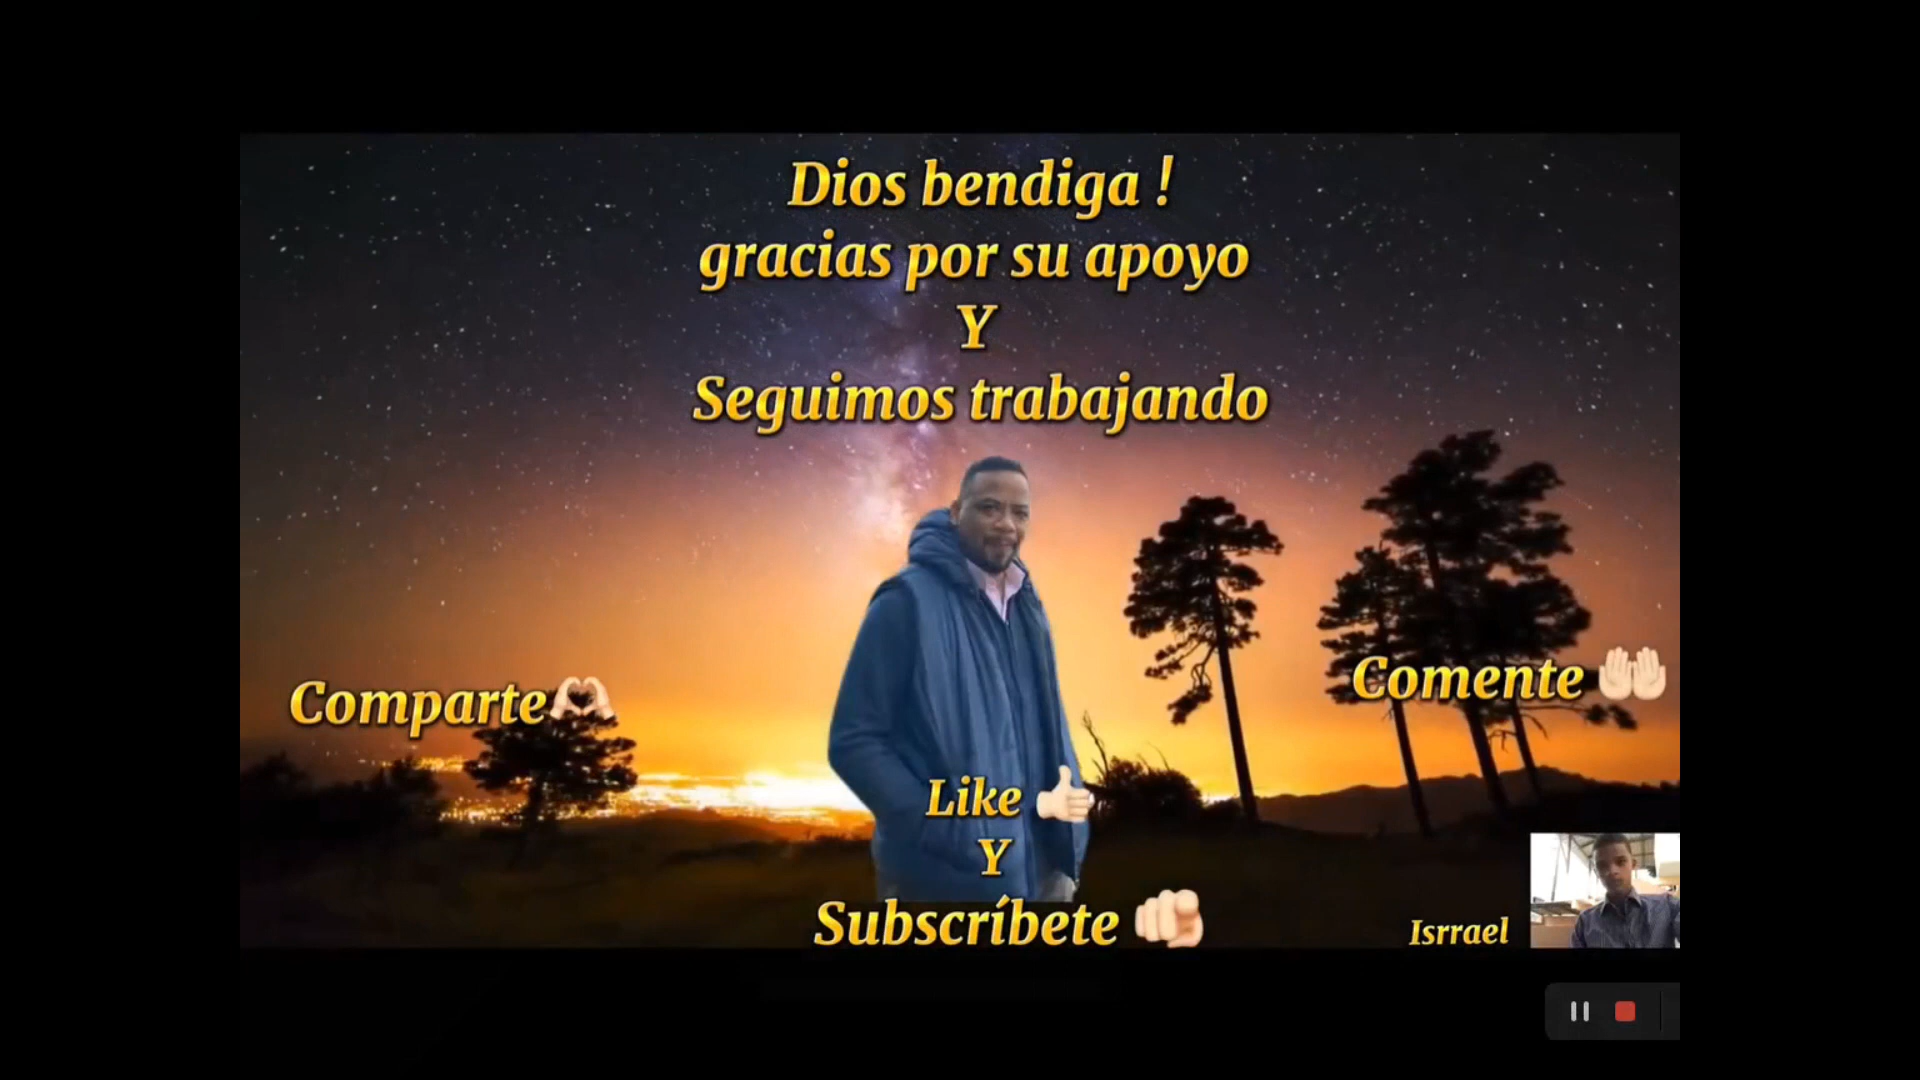 Dios bendiga !
gracias por su apoyo
Y
Seguimos trabajando
Comparte
Comente
Like
Y
Subscríbete
Isrrael